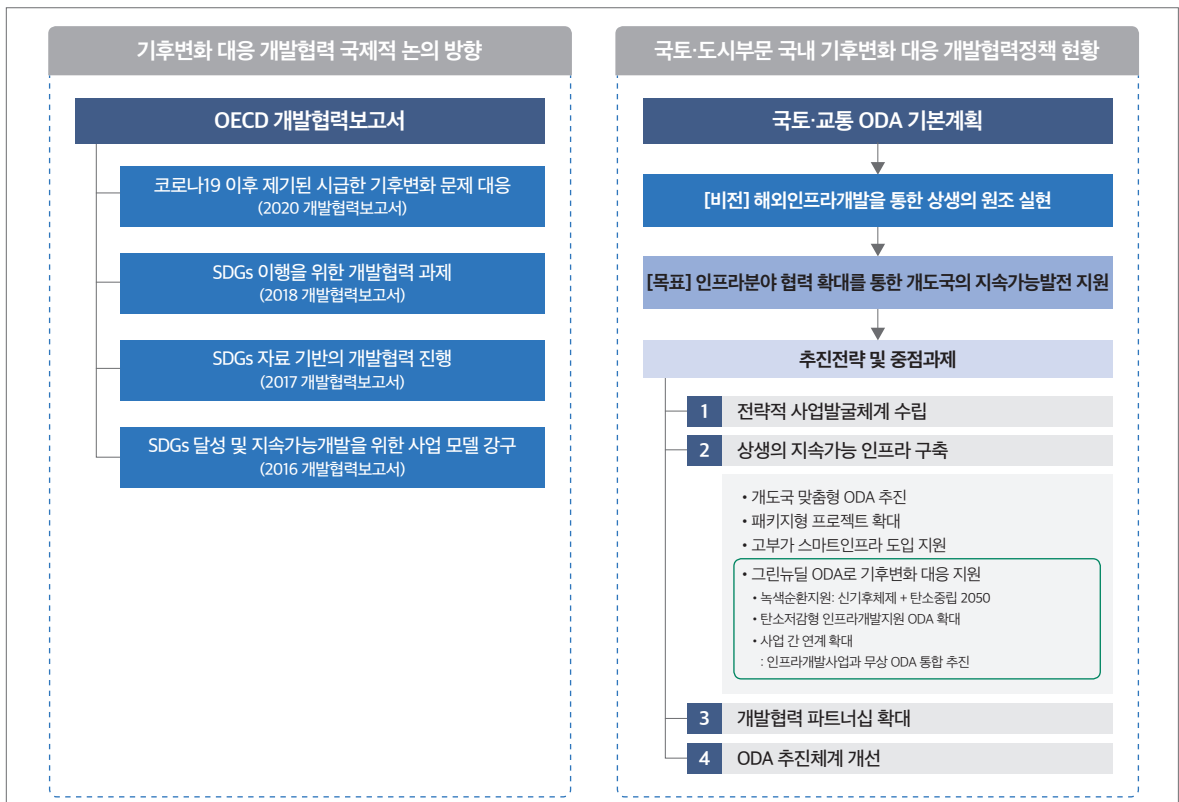 기후변화 대응 개발협력 국제적 논의 방향
OECD 개발협력보고서
코로나19 이후 제기된 시급한 기후변화 문제 대응
(2020 개발협력보고서)
SDGs 이행을 위한 개발협력 과제
(2018 개발협력보고서)
SDGs 자료 기반의 개발협력 진행
(2017 개발협력보고서)
SDGs 달성 및 지속가능개발을 위한 사업 모델 강구
(2016 개발협력보고서)
국토·도시부문 국내 기후변화 대응 개발협력정책 현황
국토·교통 ODA 기본계획
[비전] 해외인프라개발을 통한 상생의 원조 실현
[목표] 인프라분야 협력 확대를 통한 개도국의 지속가능발전 지원
추진전략 및 중점과제
1 전략적 사업발굴체계 수립
2 상생의 지속가능 인프라 구축
• 개도국 맞춤형 ODA 추진
• 패키지형 프로젝트 확대
• 고부가 스마트인프라 도입 지원
• 그린뉴딜 ODA로 기후변화 대응 지원
• 녹색순환지원: 신기후체제 + 탄소중립 2050
• 탄소저감형 인프라개발지원 ODA 확대
• 사업 간 연계 확대
: 인프라개발사업과 무상 ODA 통합 추진
3 개발협력 파트너십 확대
4 ODA 추진체계 개선